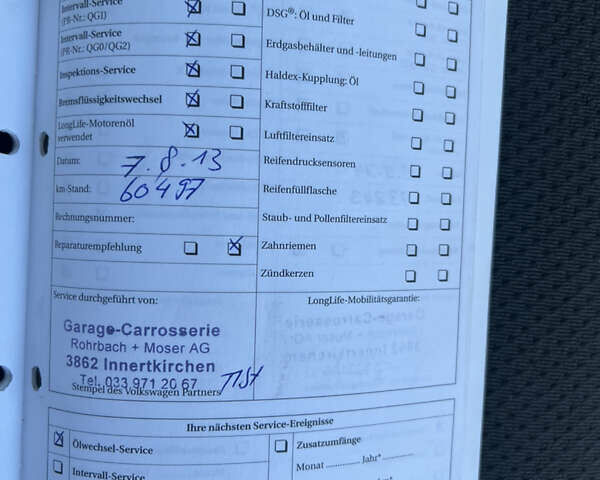 Intervall-Service
(PR-Nr.: QG1)
Intervall-Service
(PR-Nr.: QG0/QG2)
Inspektions-Service
Bremsflüssigkeitswechsel
LongLife-Motorenöl
verwendet
Datum: 7.8.13
km-Stand: 60497
Rechnungsnummer:
Reparaturempfehlung
DSG®: Öl und Filter
Erdgasbehälter und -leitungen
Haldex-Kupplung: Öl
Kraftstofffilter
Luftfiltereinsatz
Reifendrucksensoren
Reifenfüllflasche
Staub- und Pollenfiltereinsatz
Zahnriemen
Zündkerzen
Service durchgeführt von:
Garage-Carrosserie
Rohrbach + Moser AG
3862 Innertkirchen
Tel. 033 971 20 67
Stempel des Volkswagen Partners
LongLife-Mobilitätsgarantie:
Ihre nächsten Service-Ereignisse
Ölwechsel-Service
Intervall-Service
Zusatzumfänge
Monat ............ Jahr* ............